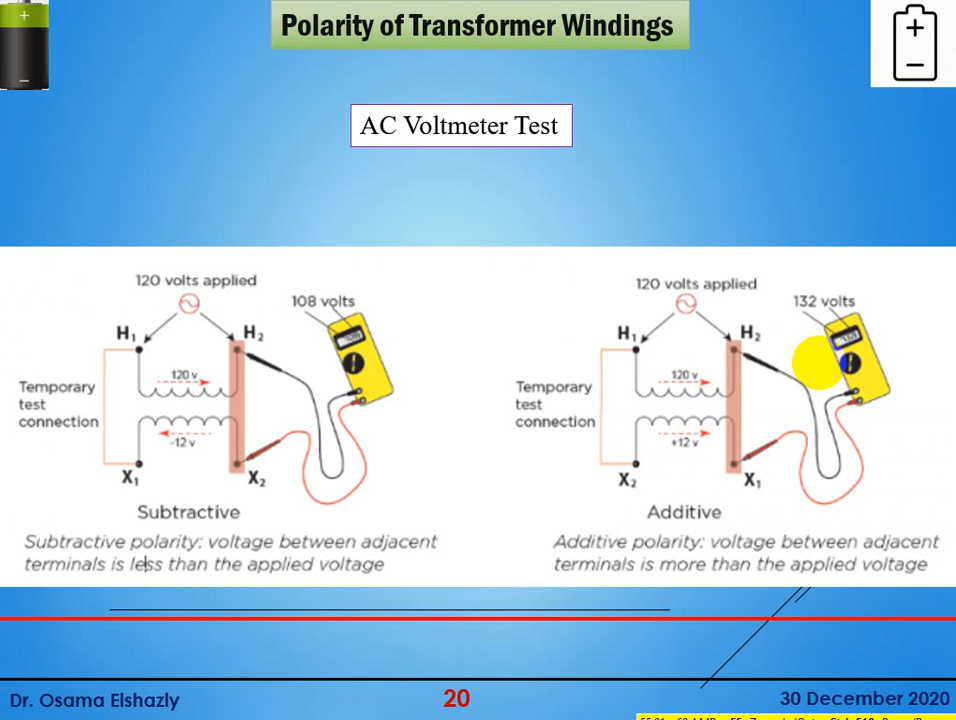 Polarity of Transformer Windings
AC Voltmeter Test
120 volts applied
108 volts
H1
H2
120 v
Temporary
test
connection
-12 v
X1
X2
Subtractive
Subtractive polarity: voltage between adjacent
terminals is less than the applied voltage
120 volts applied
132 volts
H1
H2
120 v
Temporary
test
connection
+12 v
X2
X1
Additive
Additive polarity: voltage between adjacent
terminals is more than the applied voltage
Dr. Osama Elshazly
20
30 December 2020